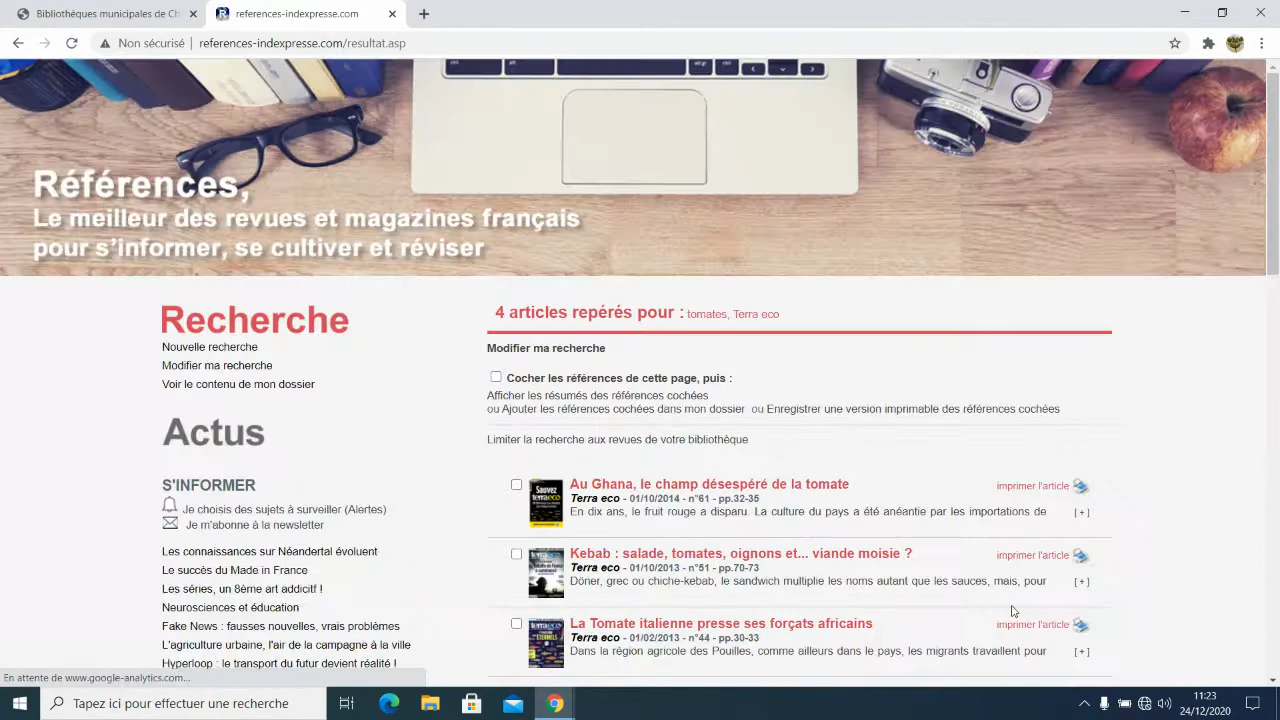 Bibliothèques municipales de Ch
references-indexpresse.com
Non sécurisé | references-indexpresse.com/resultat.asp
Références,
Le meilleur des revues et magazines français
pour s'informer, se cultiver et réviser
Recherche
Nouvelle recherche
Modifier ma recherche
Voir le contenu de mon dossier
Actus
S'INFORMER
Je choisis des sujets à surveiller (Alertes)
Je m'abonne à la newsletter
Les connaissances sur Néandertal évoluent
Le succès du Made in France
Les séries, un 8ème art addictif !
Neurosciences et éducation
Fake News : fausses nouvelles, vrais problèmes
L'agriculture urbaine, l'air de la campagne à la ville
Hyperloop : le transport du futur devient réalité !
4 articles repérés pour : tomates, Terra eco
Modifier ma recherche
Cocher les références de cette page, puis :
Afficher les résumés des références cochées
ou Ajouter les références cochées dans mon dossier ou Enregistrer une version imprimable des références cochées
Limiter la recherche aux revues de votre bibliothèque
Au Ghana, le champ désespéré de la tomate
imprimer l'article
Terra eco - 01/10/2014 - n°61 - pp.32-35
En dix ans, le fruit rouge a disparu. La culture du pays a été anéantie par les importations de
[ + ]
Kebab : salade, tomates, oignons et... viande moisie ?
imprimer l'article
Terra eco - 01/10/2013 - n°51 - pp.70-73
Döner, grec ou chiche-kebab, le sandwich multiplie les noms autant que les sauces, mais, pour
[ + ]
La Tomate italienne presse ses forçats africains
imprimer l'article
Terra eco - 01/02/2013 - n°44 - pp.30-33
Dans la région agricole des Pouilles, comme ailleurs dans le pays, les migrants travaillent pour
[ + ]
En attente de www.google-analytics.com...
Tapez ici pour effectuer une recherche
11:23
24/12/2020